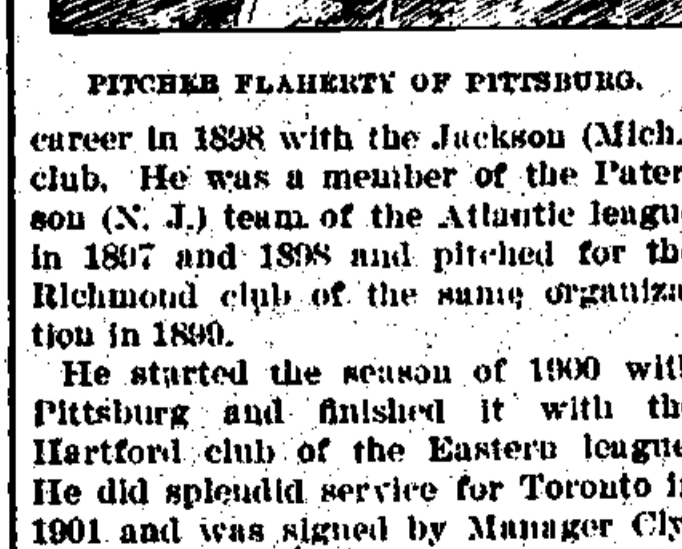 PITCHER FLAHERTY OF PITTSBURG.
career in 1898 with the Jackson (Mich.
club. He was a member of the Pater
son (N. J.) team of the Atlantic leagu
in 1897 and 1898 and pitched for th
Richmond club of the same organiza
tion in 1899.
He started the season of 1900 with
Pittsburg and finished it with th
Hartford club of the Eastern league
He did splendid service for Toronto i
1901 and was signed by Manager Cly